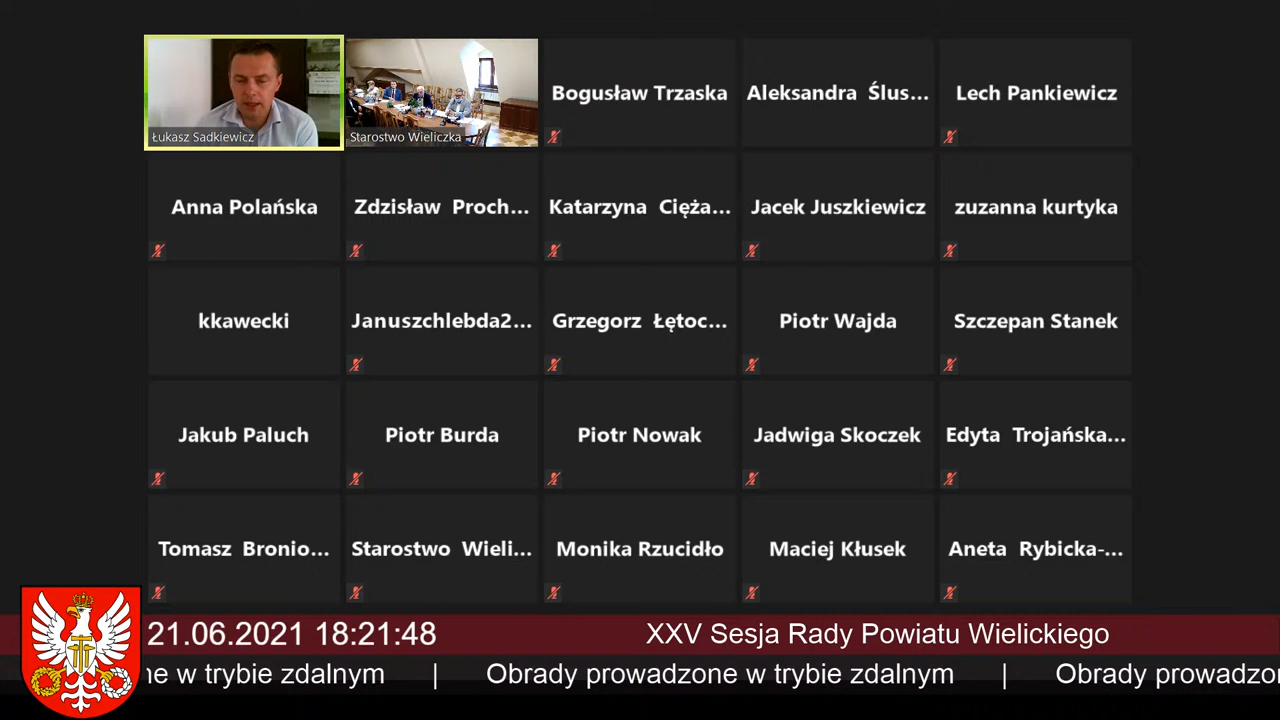 Łukasz Sadkiewicz
Starostwo Wieliczka
Bogusław Trzaska
Aleksandra Ślus...
Lech Pankiewicz
Anna Polańska
Zdzisław Proch...
Katarzyna Cięża...
Jacek Juszkiewicz
zuzanna kurtyka
kkawecki
Januszchlebda2...
Grzegorz Łętoc...
Piotr Wajda
Szczepan Stanek
Jakub Paluch
Piotr Burda
Piotr Nowak
Jadwiga Skoczek
Edyta Trojańska...
Tomasz Bronio...
Starostwo Wieli...
Monika Rzucidło
Maciej Kłusek
Aneta Rybicka-...
21.06.2021 18:21:48
XXV Sesja Rady Powiatu Wielickiego
ne w trybie zdalnym | Obrady prowadzone w trybie zdalnym | Obrady prowadzo